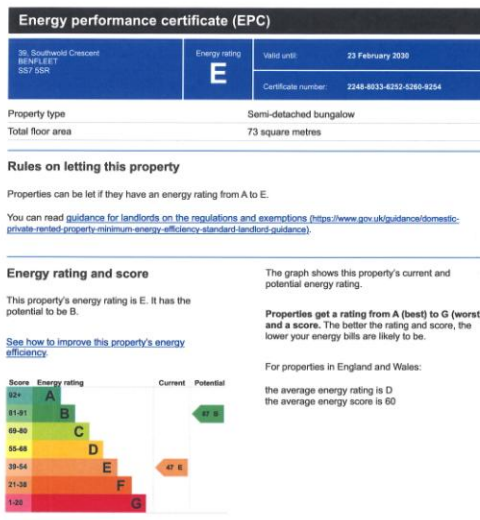 Energy performance certificate (EPC)
39, Southwold Crescent
BENFLEET
SS7 5SR
Energy rating
E
Valid until:
23 February 2030
Certificate number:
2248-8033-6252-5260-9254
Property type
Semi-detached bungalow
Total floor area
73 square metres
Rules on letting this property
Properties can be let if they have an energy rating from A to E.
You can read guidance for landlords on the regulations and exemptions (https://www.gov.uk/guidance/domestic-
private-rented-property-minimum-energy-efficiency-standard-landlord-guidance).
Energy rating and score
This property's energy rating is E. It has the
potential to be B.
See how to improve this property's energy
efficiency.
The graph shows this property's current and
potential energy rating.
Properties get a rating from A (best) to G (worst
and a score. The better the rating and score, the
lower your energy bills are likely to be.
For properties in England and Wales:
the average energy rating is D
the average energy score is 60
Score Energy rating Current Potential
92+ A
81-91 B 47 B
69-80 C
55-68 D
39-54 E 47 E
21-38 F
1-20 G